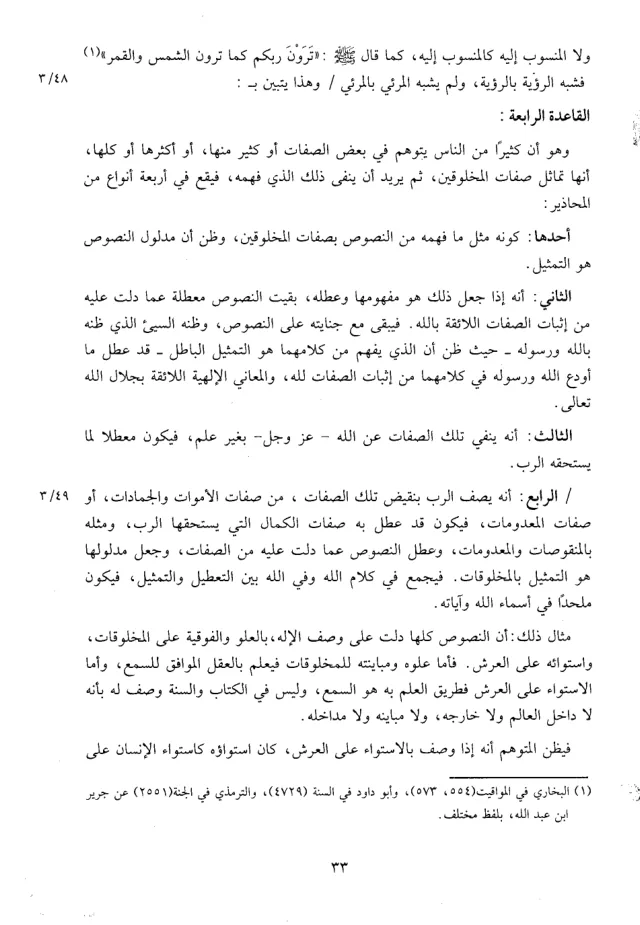 ولا المنسوب إليه كالمنسوب إليه، كما قال ﷺ : «تَرَوْنَ ربكم كما ترون الشمس والقمر»(١)
٣/٤٨ فشبه الرؤية بالرؤية، ولم يشبه المرئي بالمرئي / وهذا يتبين بـ :
القاعدة الرابعة :
وهو أن كثيرًا من الناس يتوهم في بعض الصفات أو كثير منها، أو أكثرها أو كلها،
أنها تماثل صفات المخلوقين، ثم يريد أن ينفى ذلك الذي فهمه، فيقع في أربعة أنواع من
المحاذير:
أحدها: كونه مثل ما فهمه من النصوص بصفات المخلوقين، وظن أن مدلول النصوص
هو التمثيل.
الثاني: أنه إذا جعل ذلك هو مفهومها وعطله، بقيت النصوص معطلة عما دلت عليه
من إثبات الصفات اللائقة بالله. فيبقى مع جنايته على النصوص، وظنه السيئ الذي ظنه
بالله ورسوله ـ حيث ظن أن الذي يفهم من كلامهما هو التمثيل الباطل ـ قد عطل ما
أودع الله ورسوله في كلامهما من إثبات الصفات لله، والمعاني الإلهية اللائقة بجلال الله
تعالى.
الثالث: أنه ينفي تلك الصفات عن الله - عز وجل- بغير علم، فيكون معطلا لما
يستحقه الرب.
٣/٤٩ / الرابع: أنه يصف الرب بنقيض تلك الصفات ، من صفات الأموات والجمادات، أو
صفات المعدومات، فيكون قد عطل به صفات الكمال التي يستحقها الرب، ومثله
بالمنقوصات والمعدومات، وعطل النصوص عما دلت عليه من الصفات، وجعل مدلولها
هو التمثيل بالمخلوقات. فيجمع في كلام الله وفي الله بين التعطيل والتمثيل، فيكون
ملحدًا في أسماء الله وآياته.
مثال ذلك:أن النصوص كلها دلت على وصف الإله،بالعلو والفوقية على المخلوقات،
واستوائه على العرش. فأما علوه ومباينته للمخلوقات فيعلم بالعقل الموافق للسمع، وأما
الاستواء على العرش فطريق العلم به هو السمع، وليس في الكتاب والسنة وصف له بأنه
لا داخل العالم ولا خارجه، ولا مباينه ولا مداخله.
فيظن المتوهم أنه إذا وصف بالاستواء على العرش، كان استواؤه كاستواء الإنسان على
(١) البخاري في المواقيت(٥٥٤، ٥٧٣)، وأبو داود في السنة (٤٧٢٩)، والترمذي في الجنة(٢٥٥١) عن جرير
ابن عبد الله، بلفظ مختلف.
٣٣